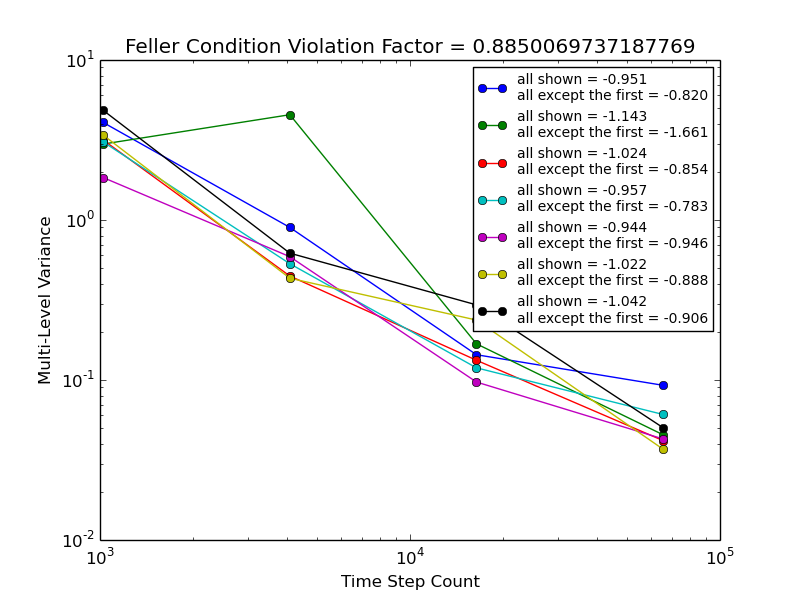 Feller Condition Violation Factor = 0.8850069737187769
all shown = -0.951
all except the first = -0.820
all shown = -1.143
all except the first = -1.661
all shown = -1.024
all except the first = -0.854
all shown = -0.957
all except the first = -0.783
all shown = -0.944
all except the first = -0.946
all shown = -1.022
all except the first = -0.888
all shown = -1.042
all except the first = -0.906
Multi-Level Variance
10^1
10^0
10^-1
10^-2
10^3
10^4
10^5
Time Step Count